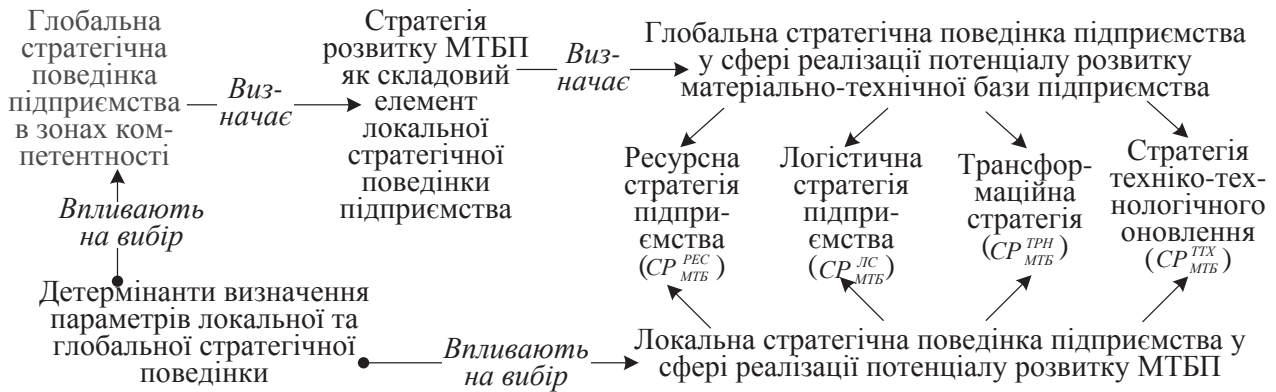 Глобальна
стратегічна
поведінка
підприємства
в зонах ком-
петентності
Виз-
начає
Стратегія
розвитку МТБП
як складовий
елемент
локальної
стратегічної
поведінки
підприємства
Виз-
начає
Глобальна стратегічна поведінка підприємства
у сфері реалізації потенціалу розвитку
матеріально-технічної бази підприємства
Ресурсна
стратегія
підпри-
ємства
(СР РЕС МТБ)
Логістична
стратегія
підпри-
ємства
(СР ЛС МТБ)
Трансфор-
маційна
стратегія
(СР ТРН МТБ)
Стратегія
техніко-тех-
нологічного
оновлення
(СР ТТХ МТБ)
Впливають
на вибір
Детермінанти визначення
параметрів локальної та
глобальної стратегічної
поведінки
Впливають
на вибір
Локальна стратегічна поведінка підприємства у
сфері реалізації потенціалу розвитку МТБП